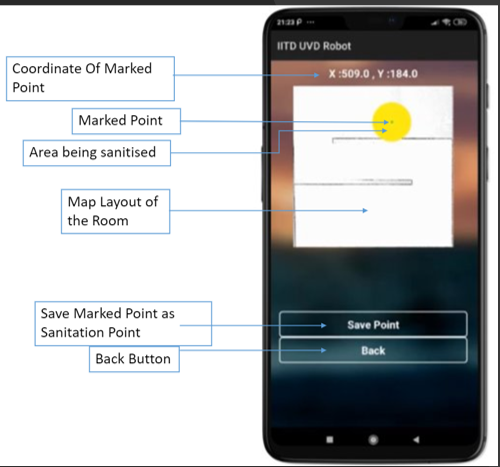 21:23
IITD UVD Robot
X :509.0 , Y :184.0
Coordinate Of Marked
Point
Marked Point
Area being sanitised
Map Layout of
the Room
Save Marked Point as
Sanitation Point
Back Button
Save Point
Back